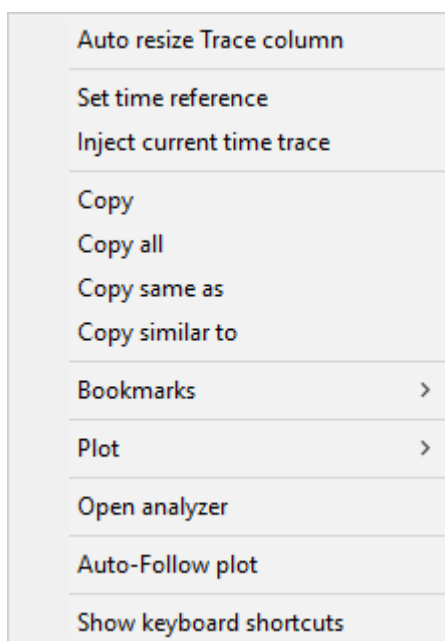 Auto resize Trace column
Set time reference
Inject current time trace
Copy
Copy all
Copy same as
Copy similar to
Bookmarks
Plot
Open analyzer
Auto-Follow plot
Show keyboard shortcuts